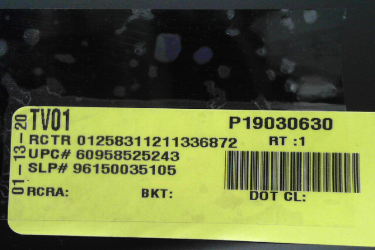 01-13-20
TV01 P19030630
RCTR 01258311211336872 RT :1
UPC# 60958525243
SLP# 96150035105
RCRA: BKT: DOT CL: